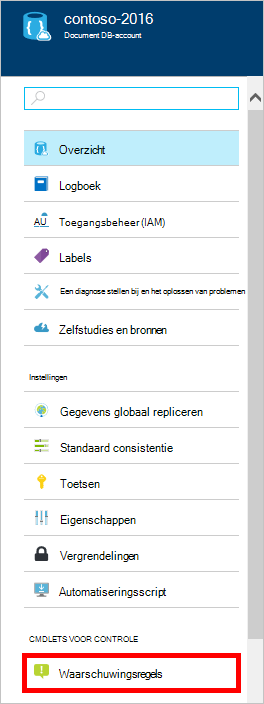 contoso-2016
Document DB-account
Overzicht
Logboek
Toegangsbeheer (IAM)
Labels
Een diagnose stellen bij en het oplossen van problemen
Zelfstudies en bronnen
Instellingen
Gegevens globaal repliceren
Standaard consistentie
Toetsen
Eigenschappen
Vergrendelingen
Automatiseringsscript
CMDLETS VOOR CONTROLE
Waarschuwingsregels